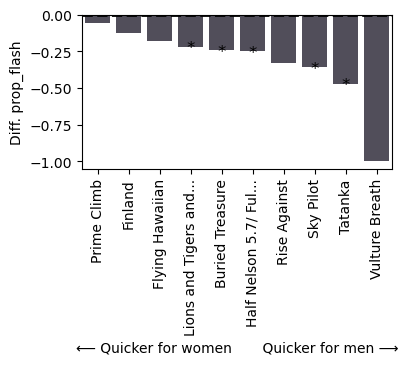 0.00
−0.25
−0.50
−0.75
−1.00
Diff. prop_flash
* * * * *
Prime Climb
Finland
Flying Hawaiian
Lions and Tigers and...
Buried Treasure
Half Nelson 5.7/ Ful...
Rise Against
Sky Pilot
Tatanka
Vulture Breath
⟵ Quicker for women
Quicker for men ⟶